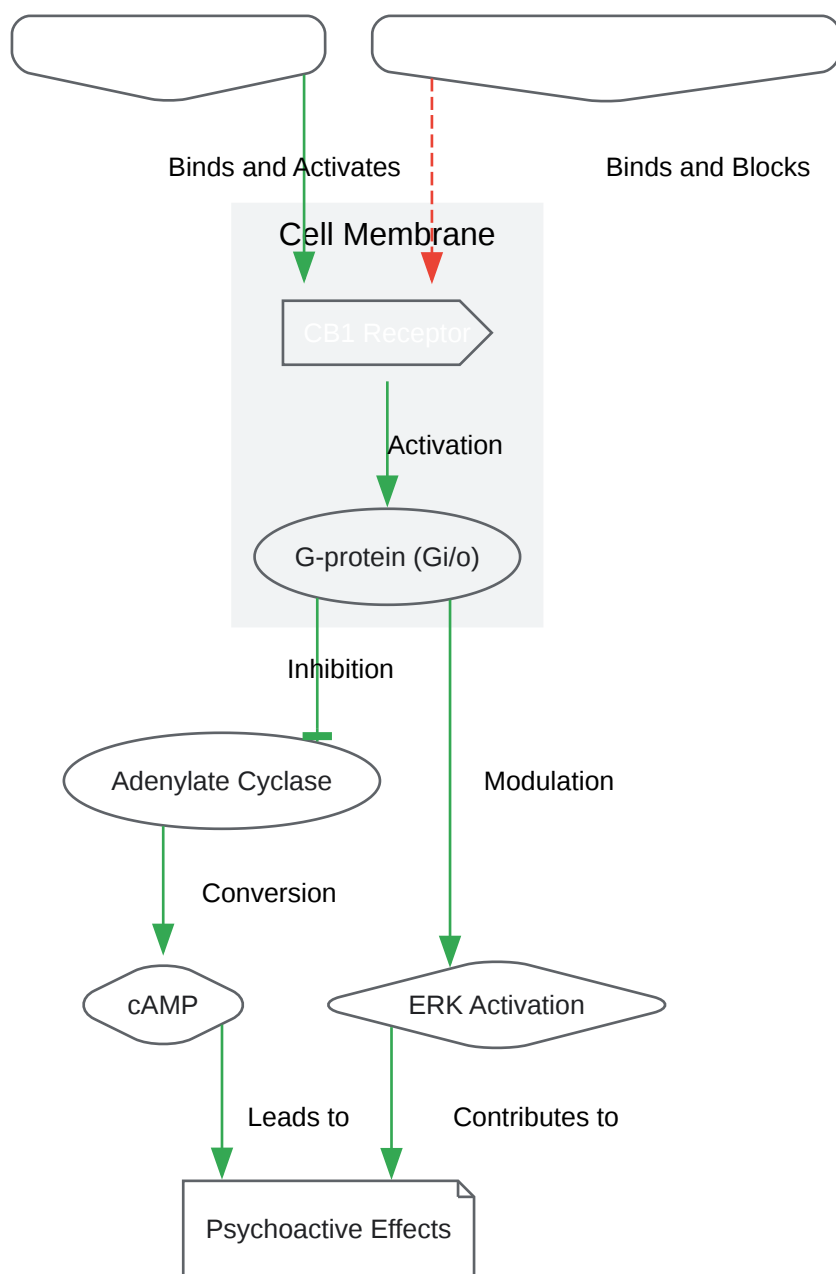 Binds and Activates
Binds and Blocks
Cell Membrane
CB1 Receptor
Activation
G-protein (Gi/o)
Inhibition
Adenylate Cyclase
Modulation
Conversion
cAMP
ERK Activation
Leads to
Contributes to
Psychoactive Effects